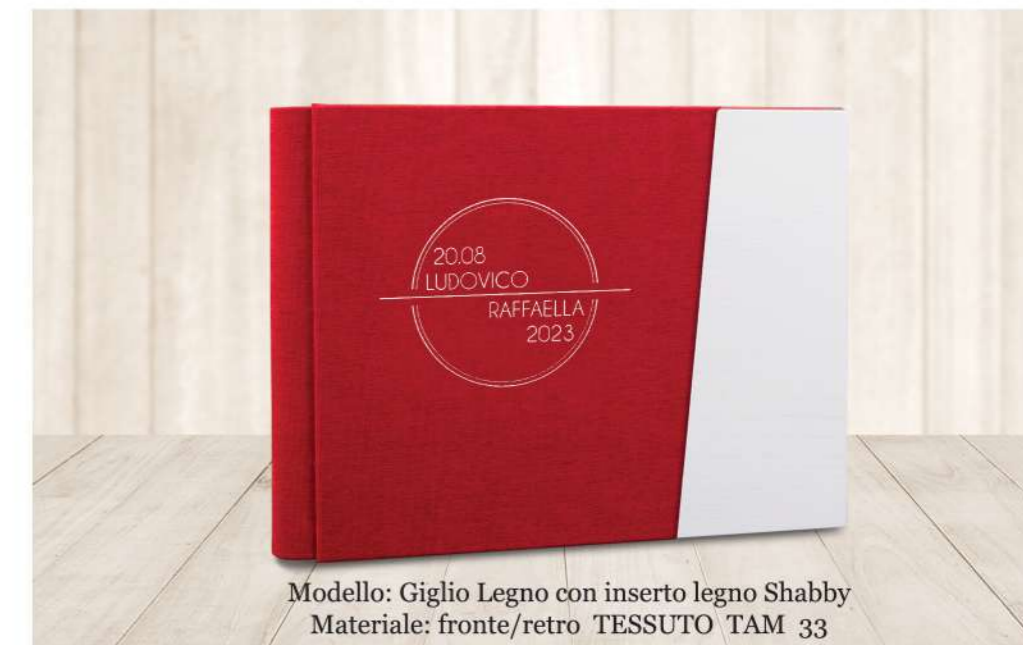 20.08
LUDOVICO
RAFFAELLA
2023
Modello: Giglio Legno con inserto legno Shabby
Materiale: fronte/retro TESSUTO TAM 33